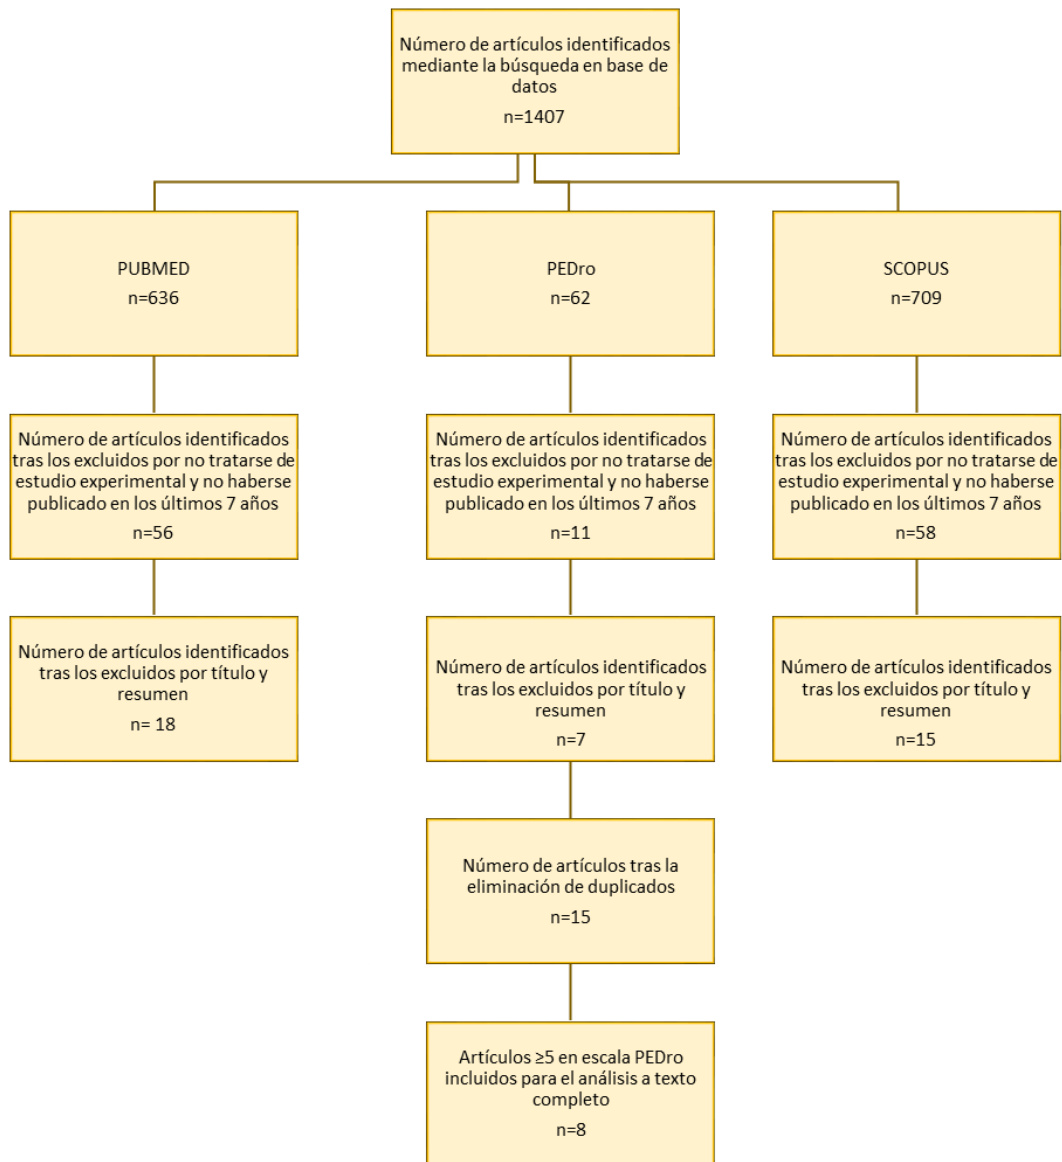 Número de artículos identificados
mediante la búsqueda en base de
datos
n=1407
PUBMED
n=636
PEDro
n=62
SCOPUS
n=709
Número de artículos identificados
tras los excluidos por no tratarse de
estudio experimental y no haberse
publicado en los últimos 7 años
n=56
Número de artículos identificados
tras los excluidos por no tratarse de
estudio experimental y no haberse
publicado en los últimos 7 años
n=11
Número de artículos identificados
tras los excluidos por no tratarse de
estudio experimental y no haberse
publicado en los últimos 7 años
n=58
Número de artículos identificados
tras los excluidos por título y
resumen
n= 18
Número de artículos identificados
tras los excluidos por título y
resumen
n=7
Número de artículos identificados
tras los excluidos por título y
resumen
n=15
Número de artículos tras la
eliminación de duplicados
n=15
Artículos ≥5 en escala PEDro
incluidos para el análisis a texto
completo
n=8